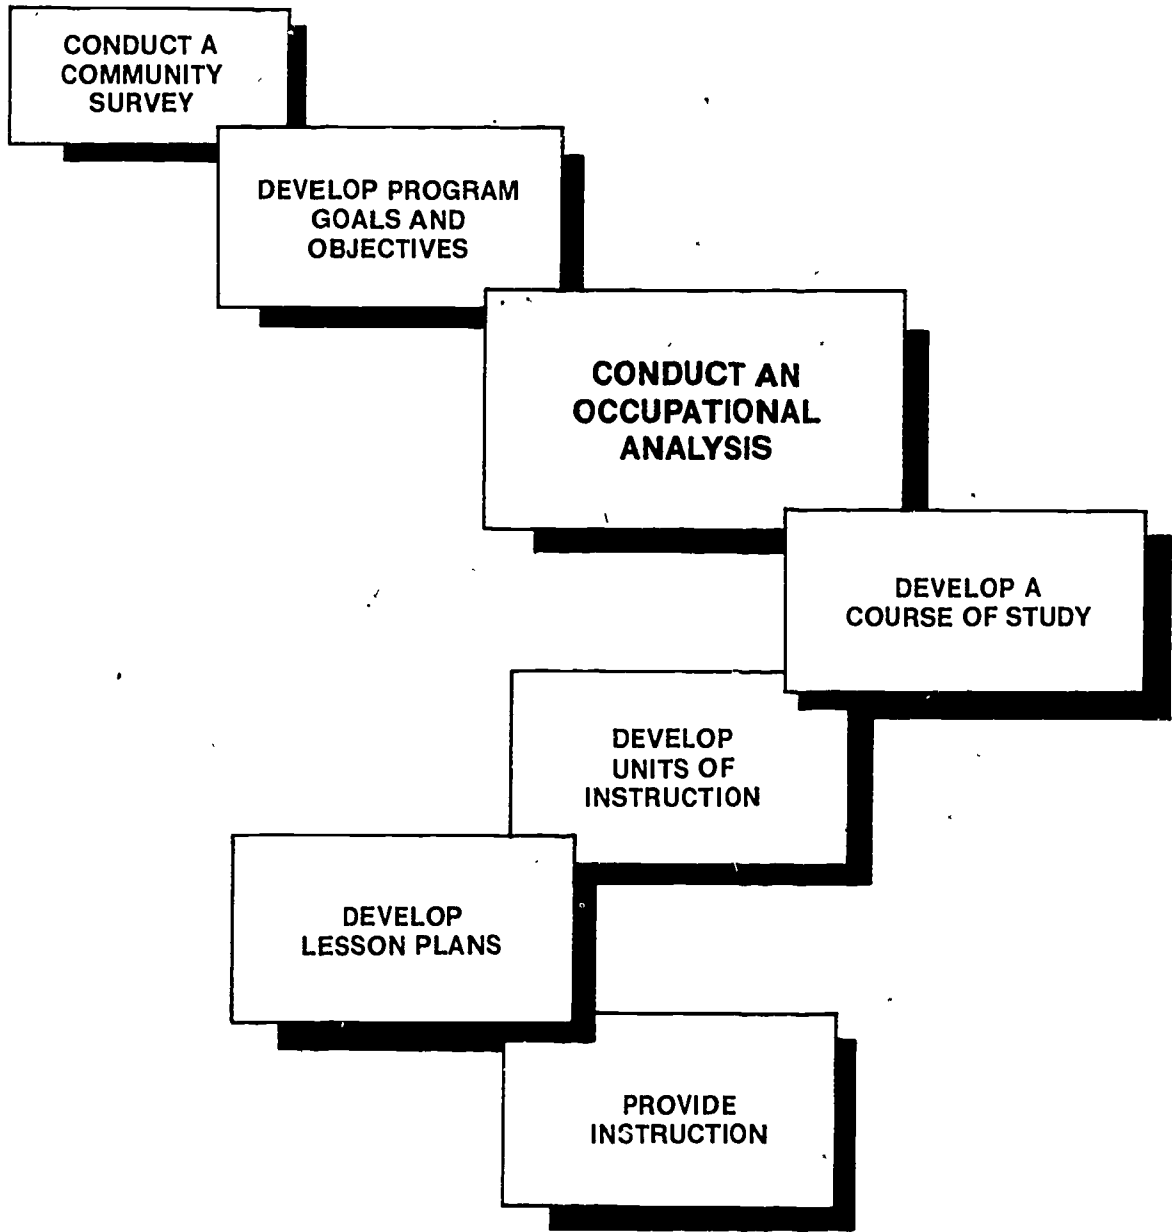 CONDUCT A
COMMUNITY
SURVEY
DEVELOP PROGRAM
GOALS AND
OBJECTIVES
CONDUCT AN
OCCUPATIONAL
ANALYSIS
DEVELOP A
COURSE OF STUDY
DEVELOP
UNITS OF
INSTRUCTION
DEVELOP
LESSON PLANS
PROVIDE
INSTRUCTION